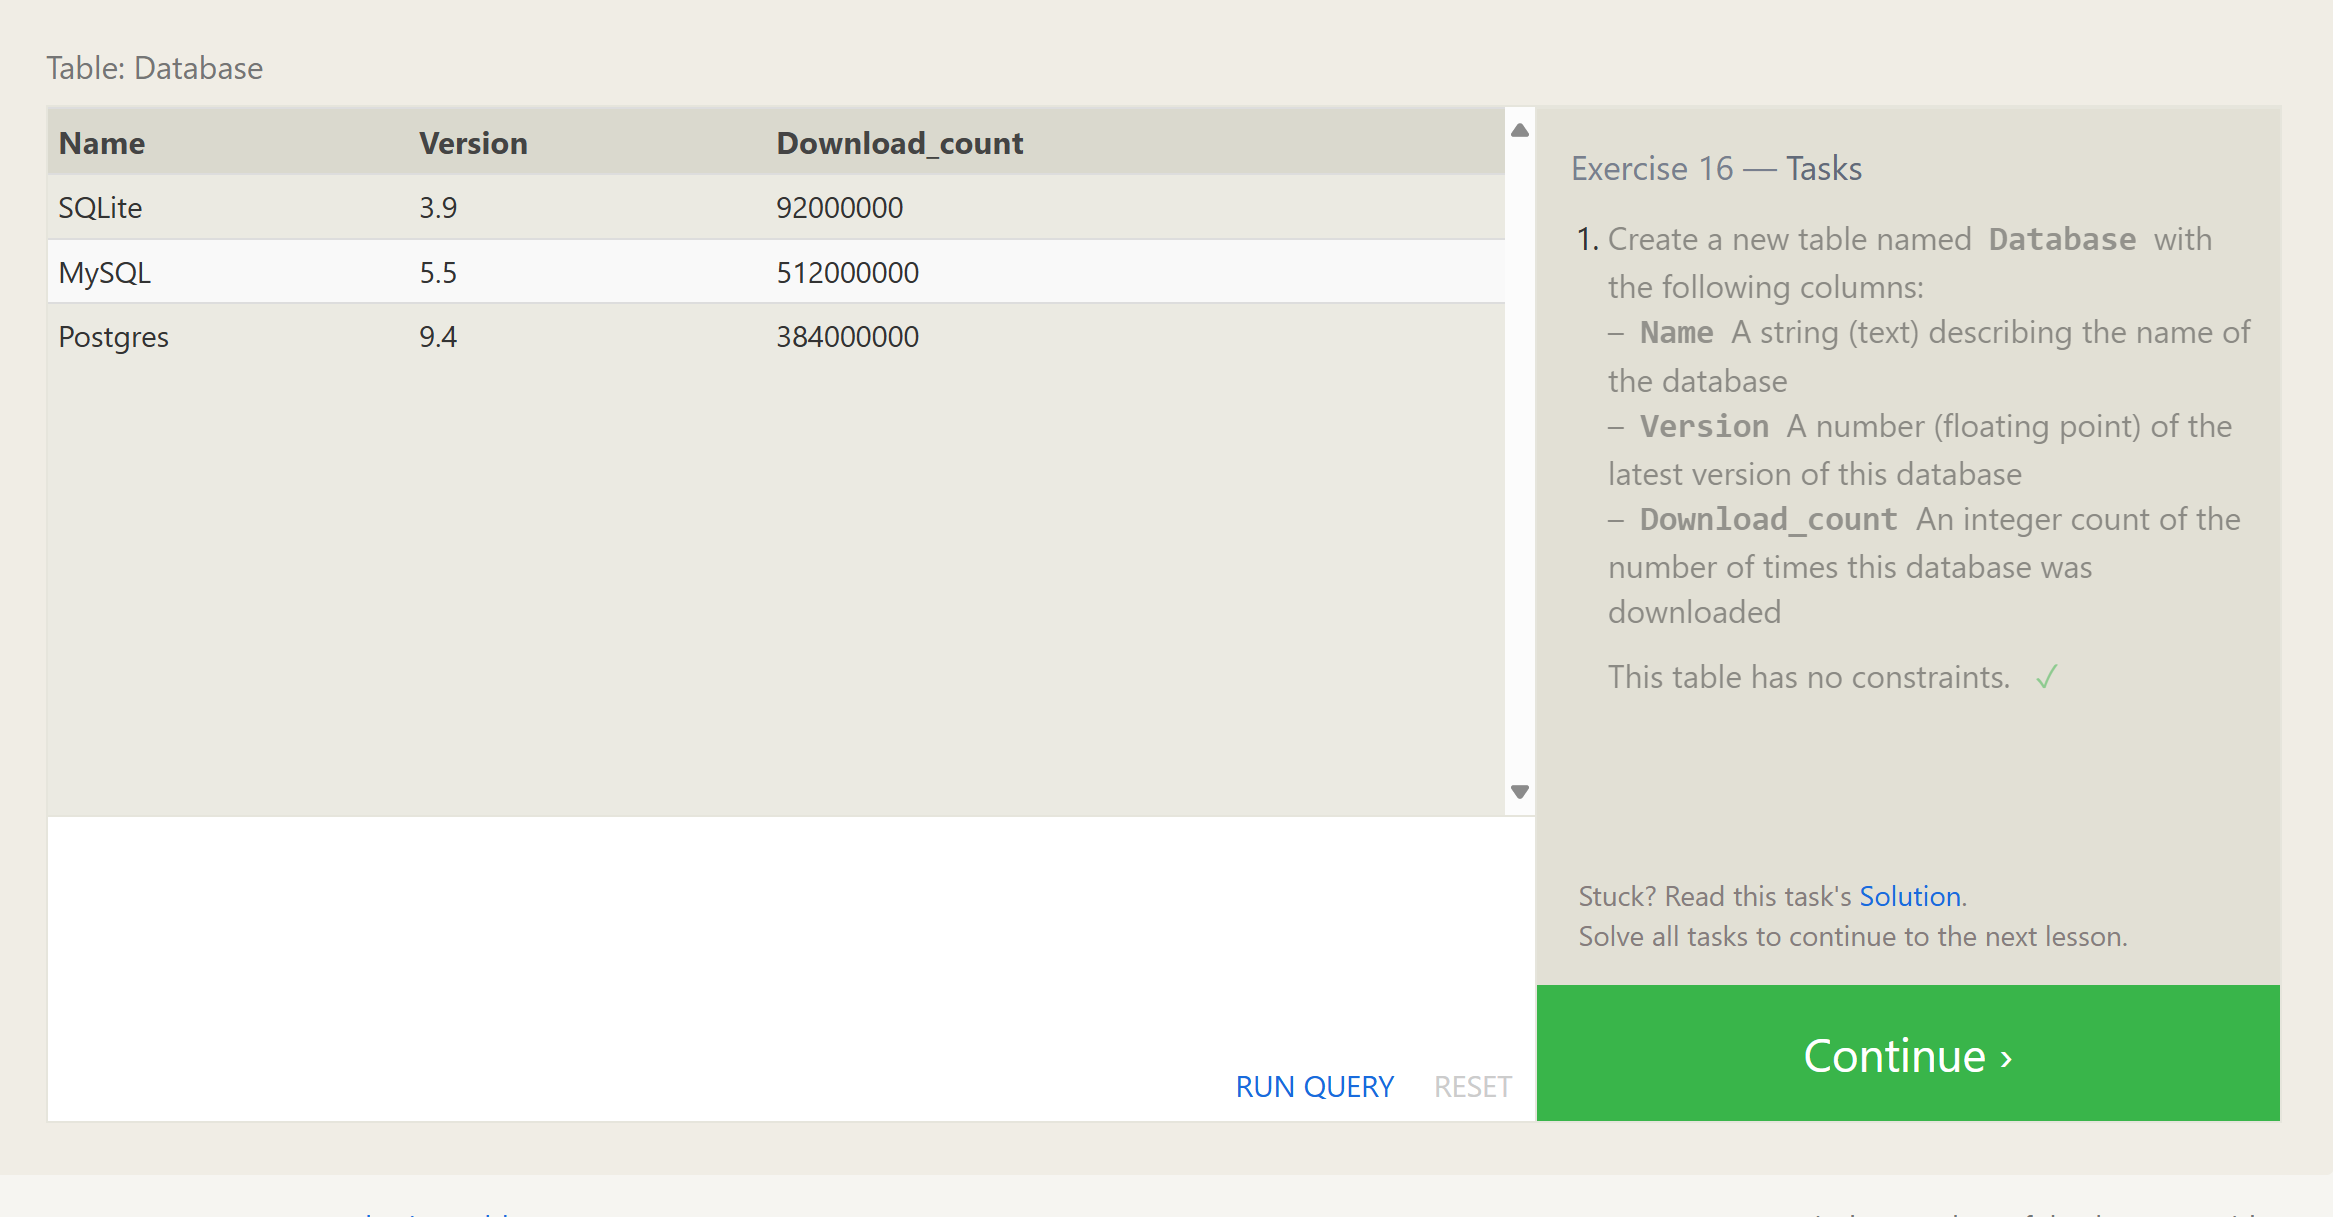 Table: Database
Name Version Download_count
SQLite 3.9 92000000
MySQL 5.5 512000000
Postgres 9.4 384000000
RUN QUERY RESET
Exercise 16 — Tasks
1. Create a new table named Database with
the following columns:
– Name A string (text) describing the name of
the database
– Version A number (floating point) of the
latest version of this database
– Download_count An integer count of the
number of times this database was
downloaded
This table has no constraints. ✓
Stuck? Read this task's Solution.
Solve all tasks to continue to the next lesson.
Continue ›